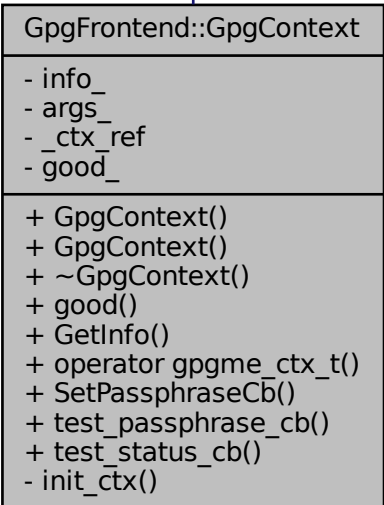 GpgFrontend::GpgContext
- info_
- args_
- _ctx_ref
- good_
+ GpgContext()
+ GpgContext()
+ ~GpgContext()
+ good()
+ GetInfo()
+ operator gpgme_ctx_t()
+ SetPassphraseCb()
+ test_passphrase_cb()
+ test_status_cb()
- init_ctx()